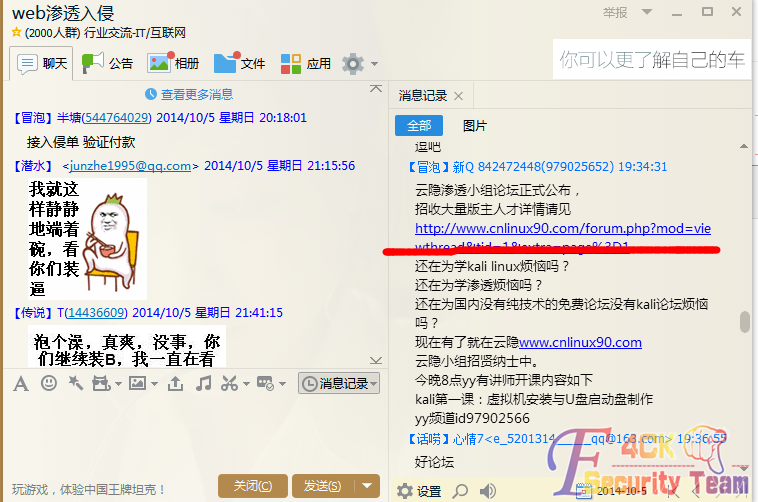 web渗透入侵
(2000人群) 行业交流-IT/互联网
举报
聊天
公告
相册
文件
应用
你可以更了解自己的车
查看更多消息
【冒泡】半塘(544764029) 2014/10/5 星期日 20:18:01
接入侵单 验证付款
【潜水】 <junzhe1995@qq.com> 2014/10/5 星期日 21:15:56
我就这
样静静
地端着
碗，看
你们装
逼
【传说】T(14436609) 2014/10/5 星期日 21:41:15
泡个澡，真爽，没事，你
们继续装B，我一直在看
消息记录
玩游戏，体验中国王牌坦克！
关闭(C)
发送(S)
消息记录
全部
图片
逗吧
【冒泡】新Q 842472448(979025652) 19:34:31
云隐渗透小组论坛正式公布，
招收大量版主人才详情请见
http://www.cnlinux90.com/forum.php?mod=vie
wthread&tid=1&extra=page%3D1
还在为学kali linux烦恼吗？
还在为学渗透烦恼吗？
还在为国内没有纯技术的免费论坛没有kali论坛烦恼
吗？
现在有了就在云隐www.cnlinux90.com
云隐小组招贤纳士中。
今晚8点yy有讲师开课内容如下
kali第一课：虚拟机安装与U盘启动盘制作
yy频道id97902566
【话唠】心情7<e_5201314_____qq@163.com> 19:36:55
好论坛
设置
2014-10-5
F4CK
Security Team